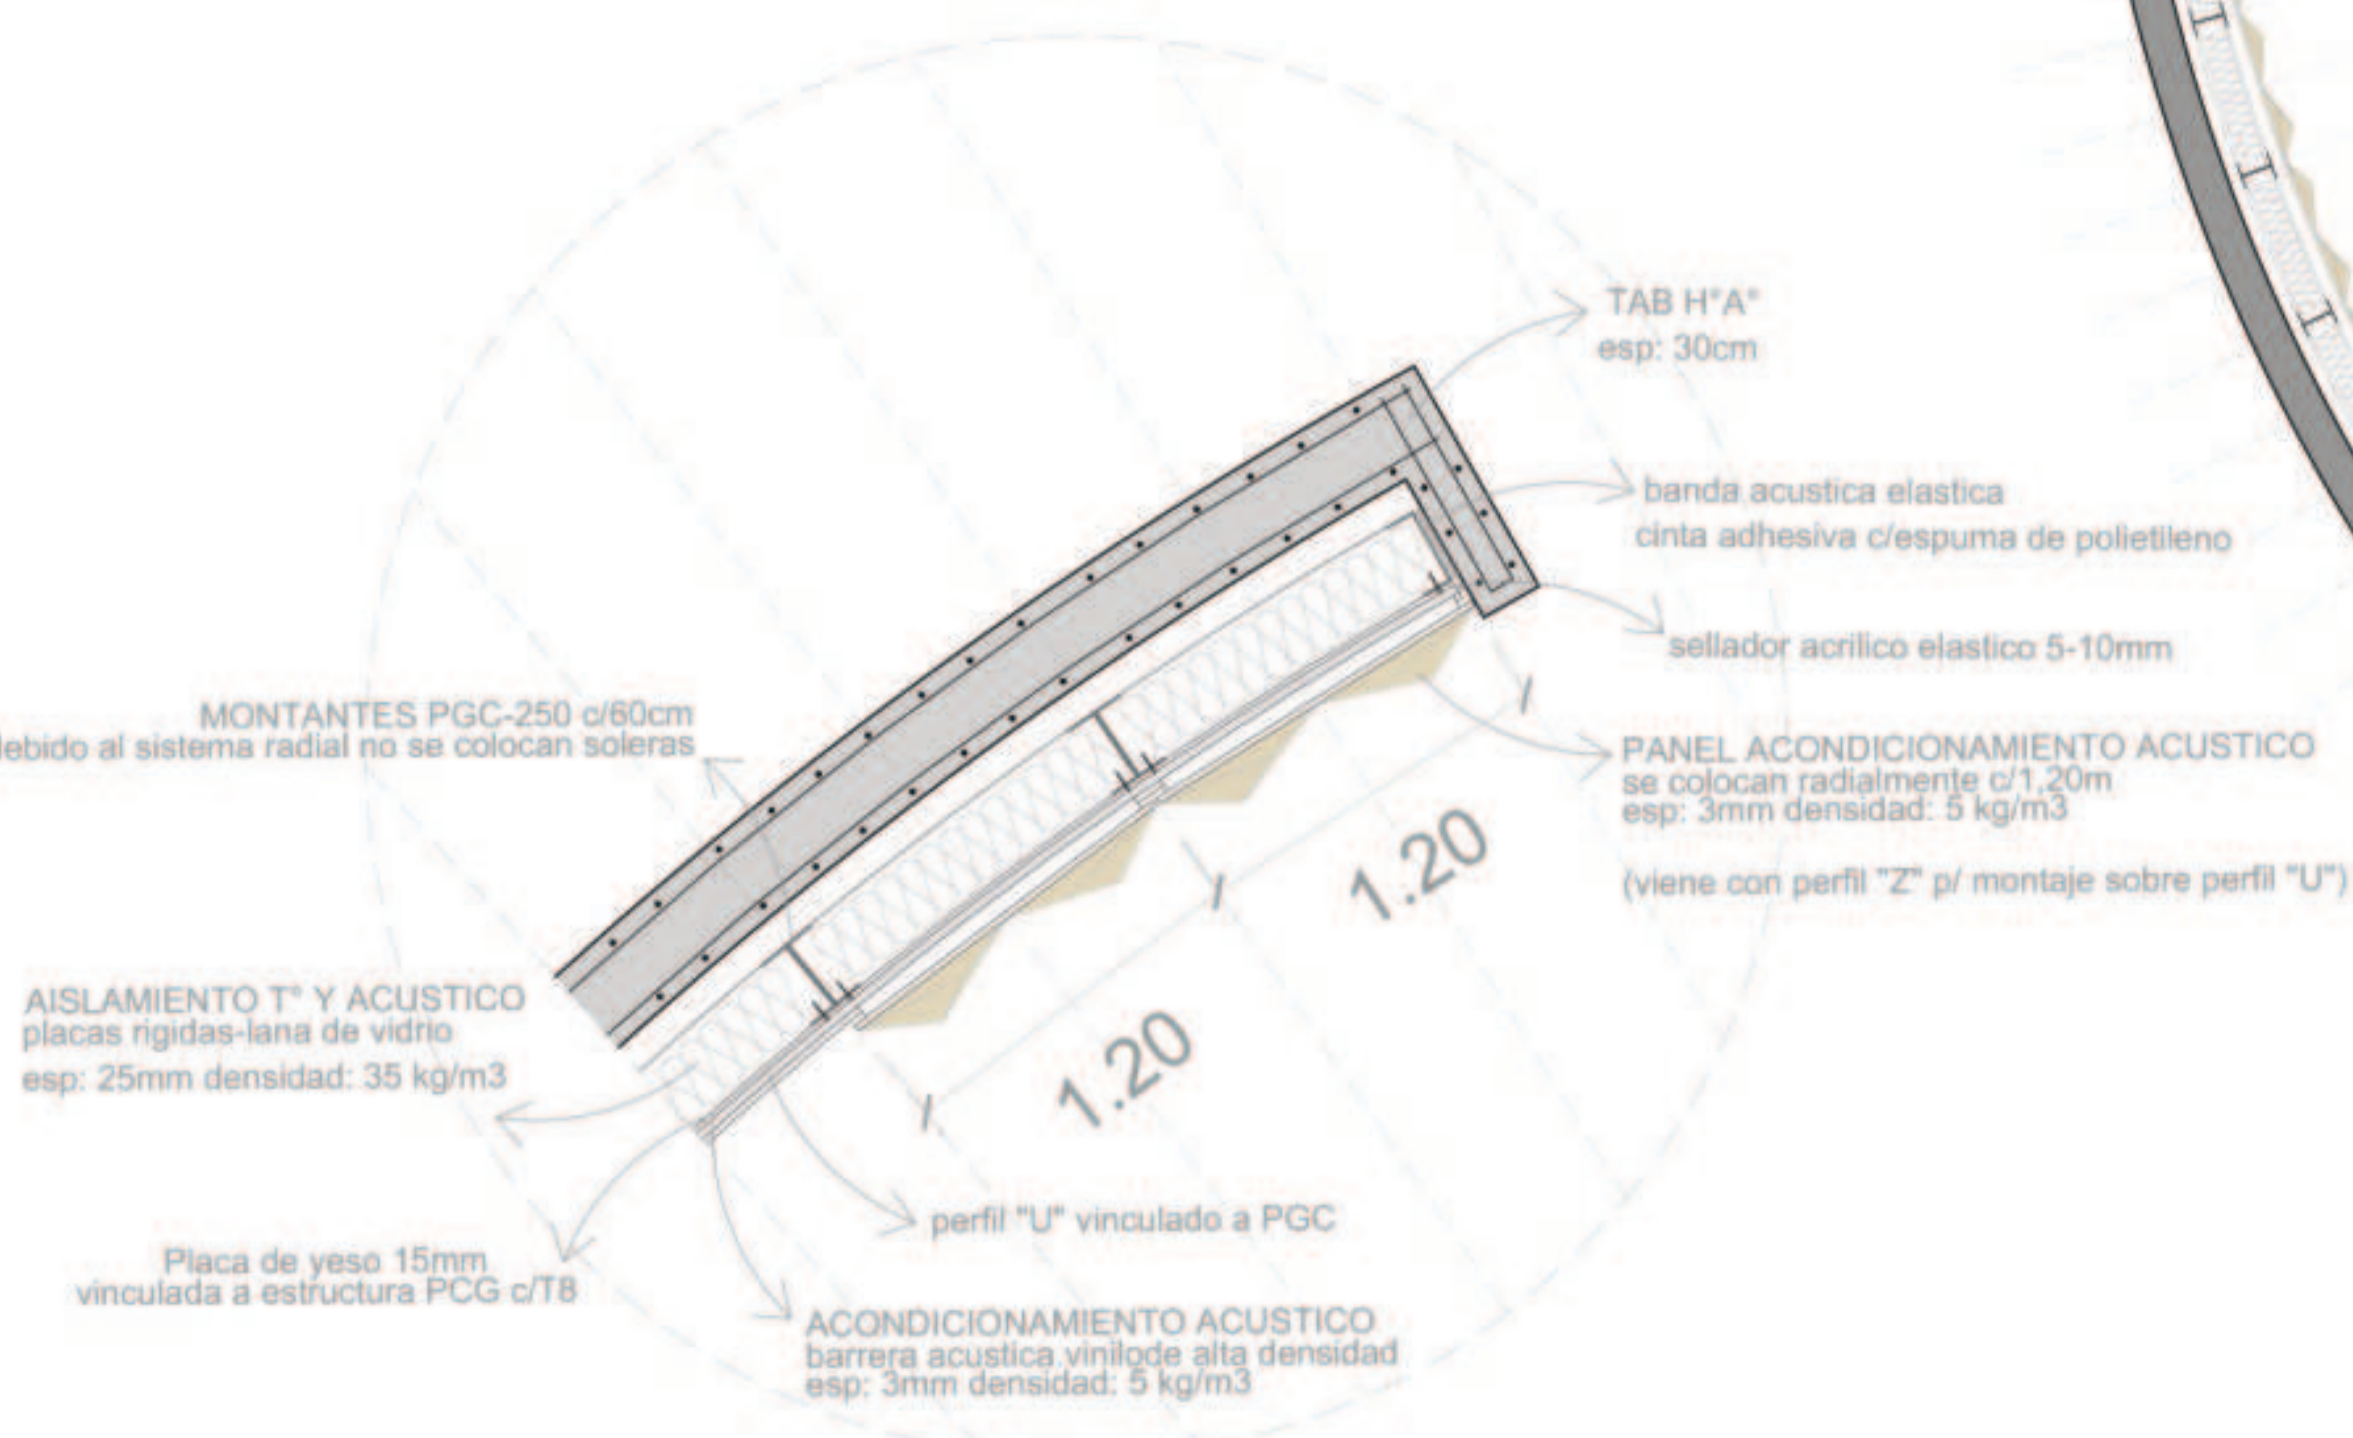 TAB H°A°
esp: 30cm
banda acustica elastica
cinta adhesiva c/espuma de polietileno
sellador acrilico elastico 5-10mm
MONTANTES PGC-250 c/60cm
debido al sistema radial no se colocan soleras
PANEL ACONDICIONAMIENTO ACUSTICO
se colocan radialmente c/1,20m
esp: 3mm densidad: 5 kg/m3
(viene con perfil "Z" p/ montaje sobre perfil "U")
1.20
1.20
AISLAMIENTO T° Y ACUSTICO
placas rigidas-lana de vidrio
esp: 25mm densidad: 35 kg/m3
perfil "U" vinculado a PGC
Placa de yeso 15mm
vinculada a estructura PCG c/T8
ACONDICIONAMIENTO ACUSTICO
barrera acustica.vinilode alta densidad
esp: 3mm densidad: 5 kg/m3